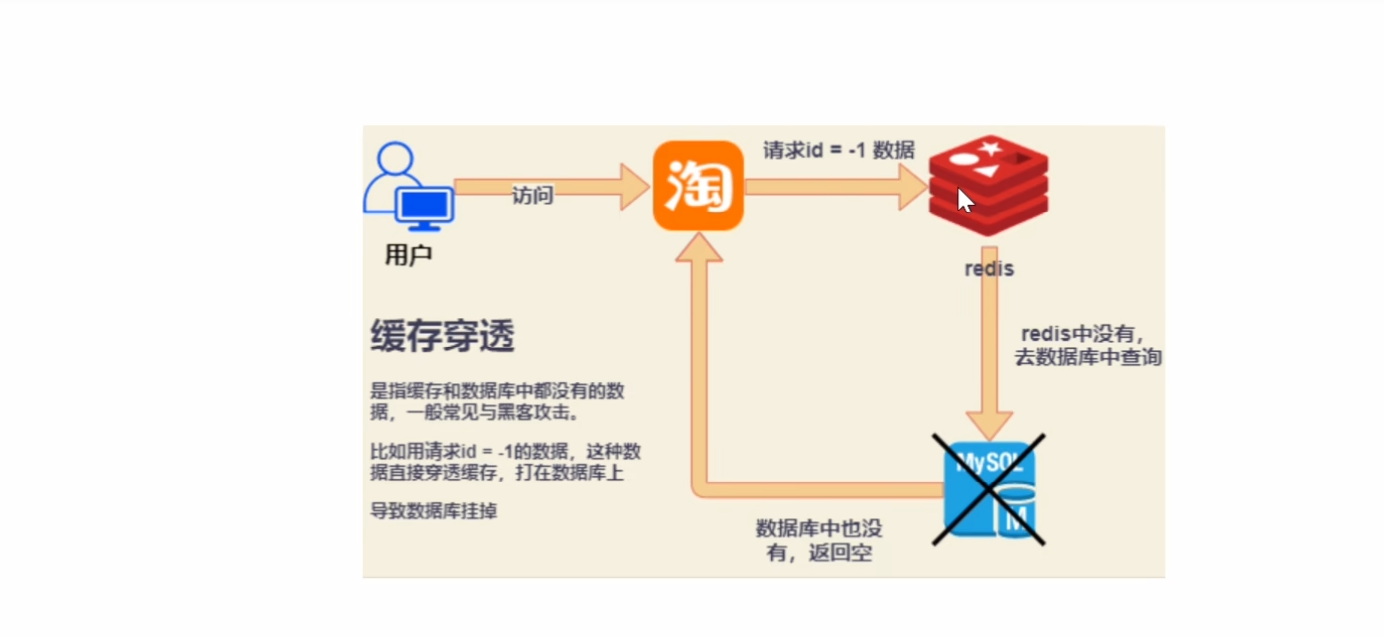 请求id = -1 数据
淘
访问
用户
redis
redis中没有，
去数据库中查询
缓存穿透
是指缓存和数据库中都没有的数
据，一般常见与黑客攻击。
比如用请求id = -1的数据，这种数
据直接穿透缓存，打在数据库上
导致数据库挂掉
MySQL
M
数据库中也没
有，返回空